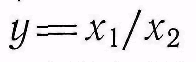 y = x₁/x₂